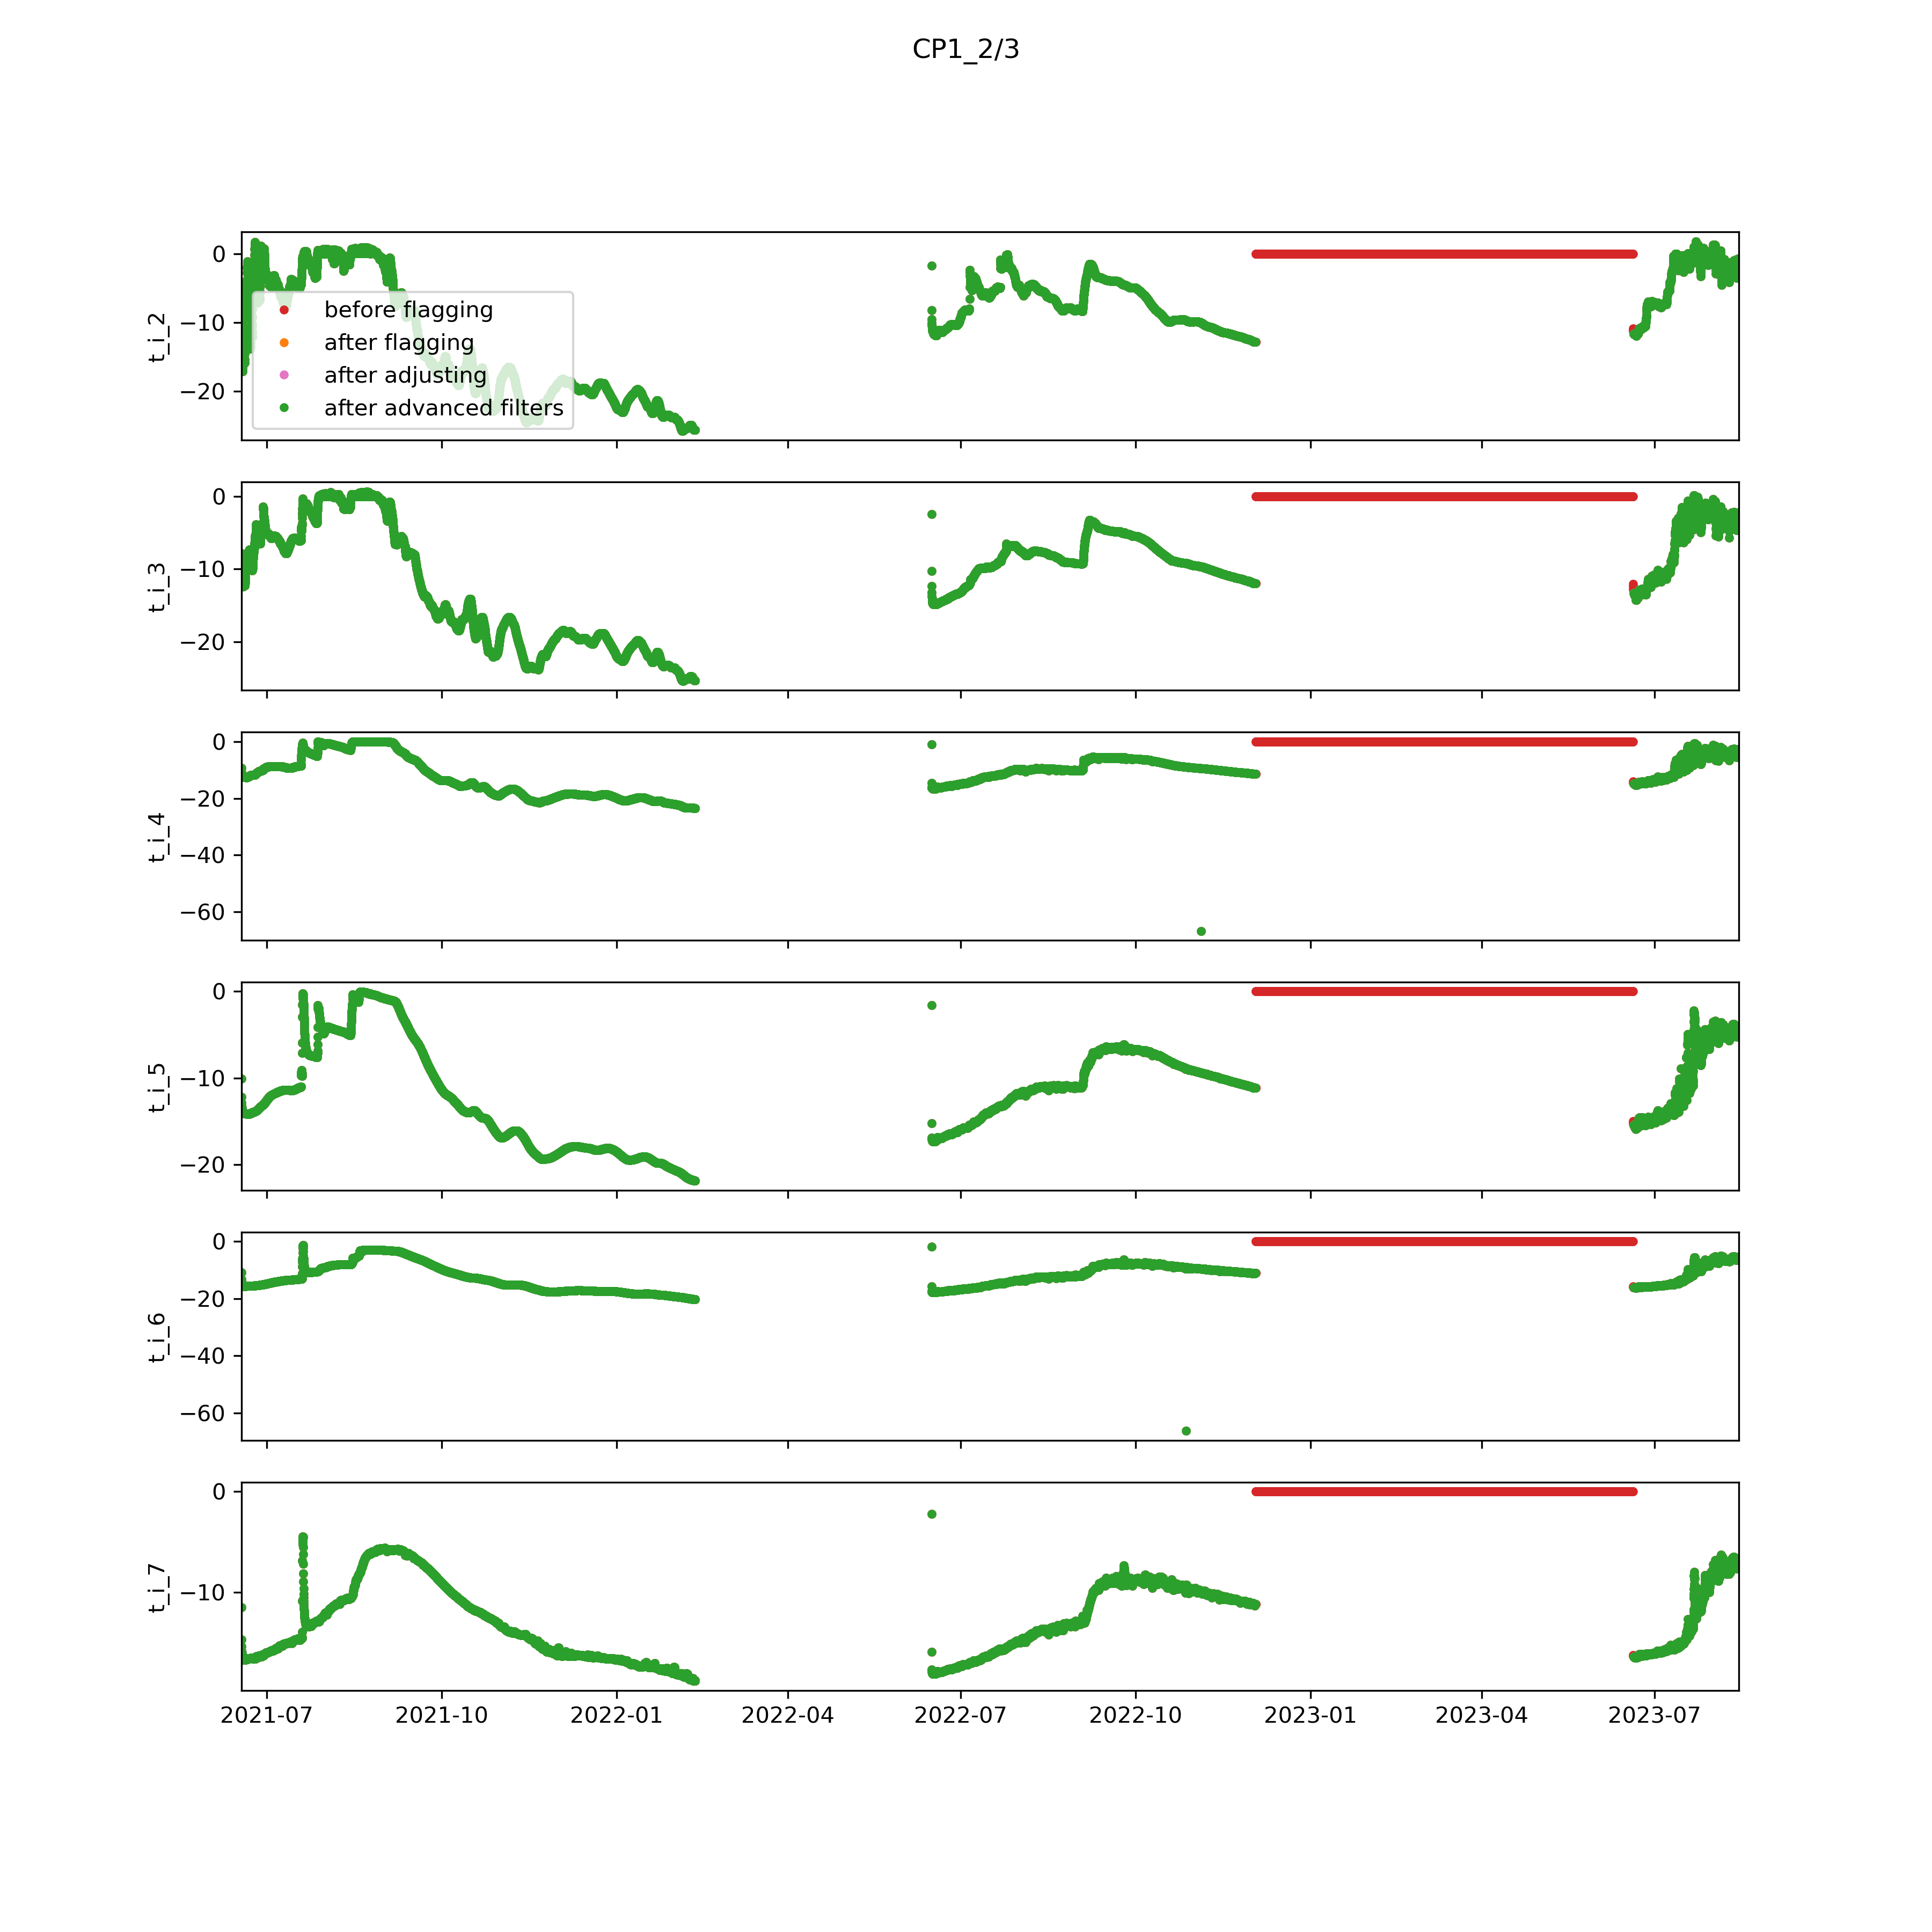 CP1_2/3
0
−10
−20
t_i_2
before flagging
after flagging
after adjusting
after advanced filters
0
−10
−20
t_i_3
0
−20
−40
−60
t_i_4
0
−10
−20
t_i_5
0
−20
−40
−60
t_i_6
0
−10
t_i_7
2021-07 2021-10 2022-01 2022-04 2022-07 2022-10 2023-01 2023-04 2023-07